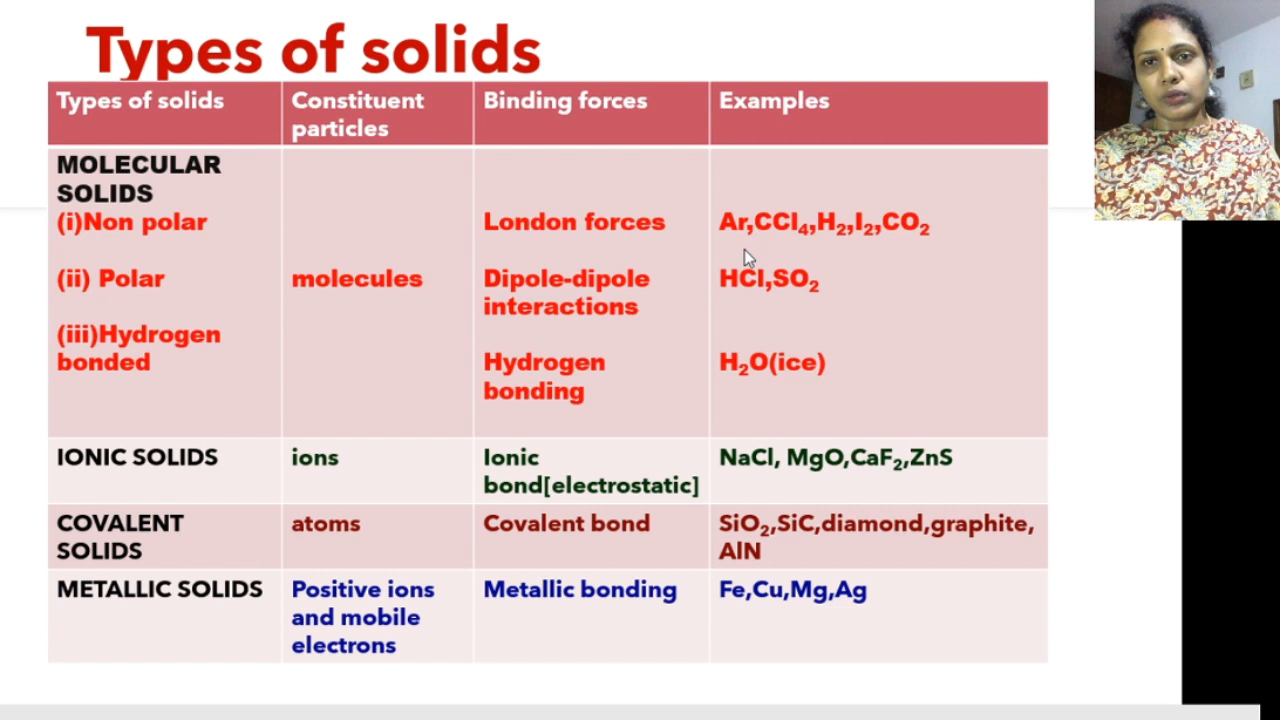 Types of solids
Types of solids
Constituent
particles
Binding forces
Examples
MOLECULAR
SOLIDS
(i)Non polar
London forces
Ar,CCl₄,H₂,I₂,CO₂
(ii) Polar
molecules
Dipole-dipole
interactions
HCl,SO₂
(iii)Hydrogen
bonded
Hydrogen
bonding
H₂O(ice)
IONIC SOLIDS
ions
Ionic
bond[electrostatic]
NaCl, MgO,CaF₂,ZnS
COVALENT
SOLIDS
atoms
Covalent bond
SiO₂,SiC,diamond,graphite,
AlN
METALLIC SOLIDS
Positive ions
and mobile
electrons
Metallic bonding
Fe,Cu,Mg,Ag